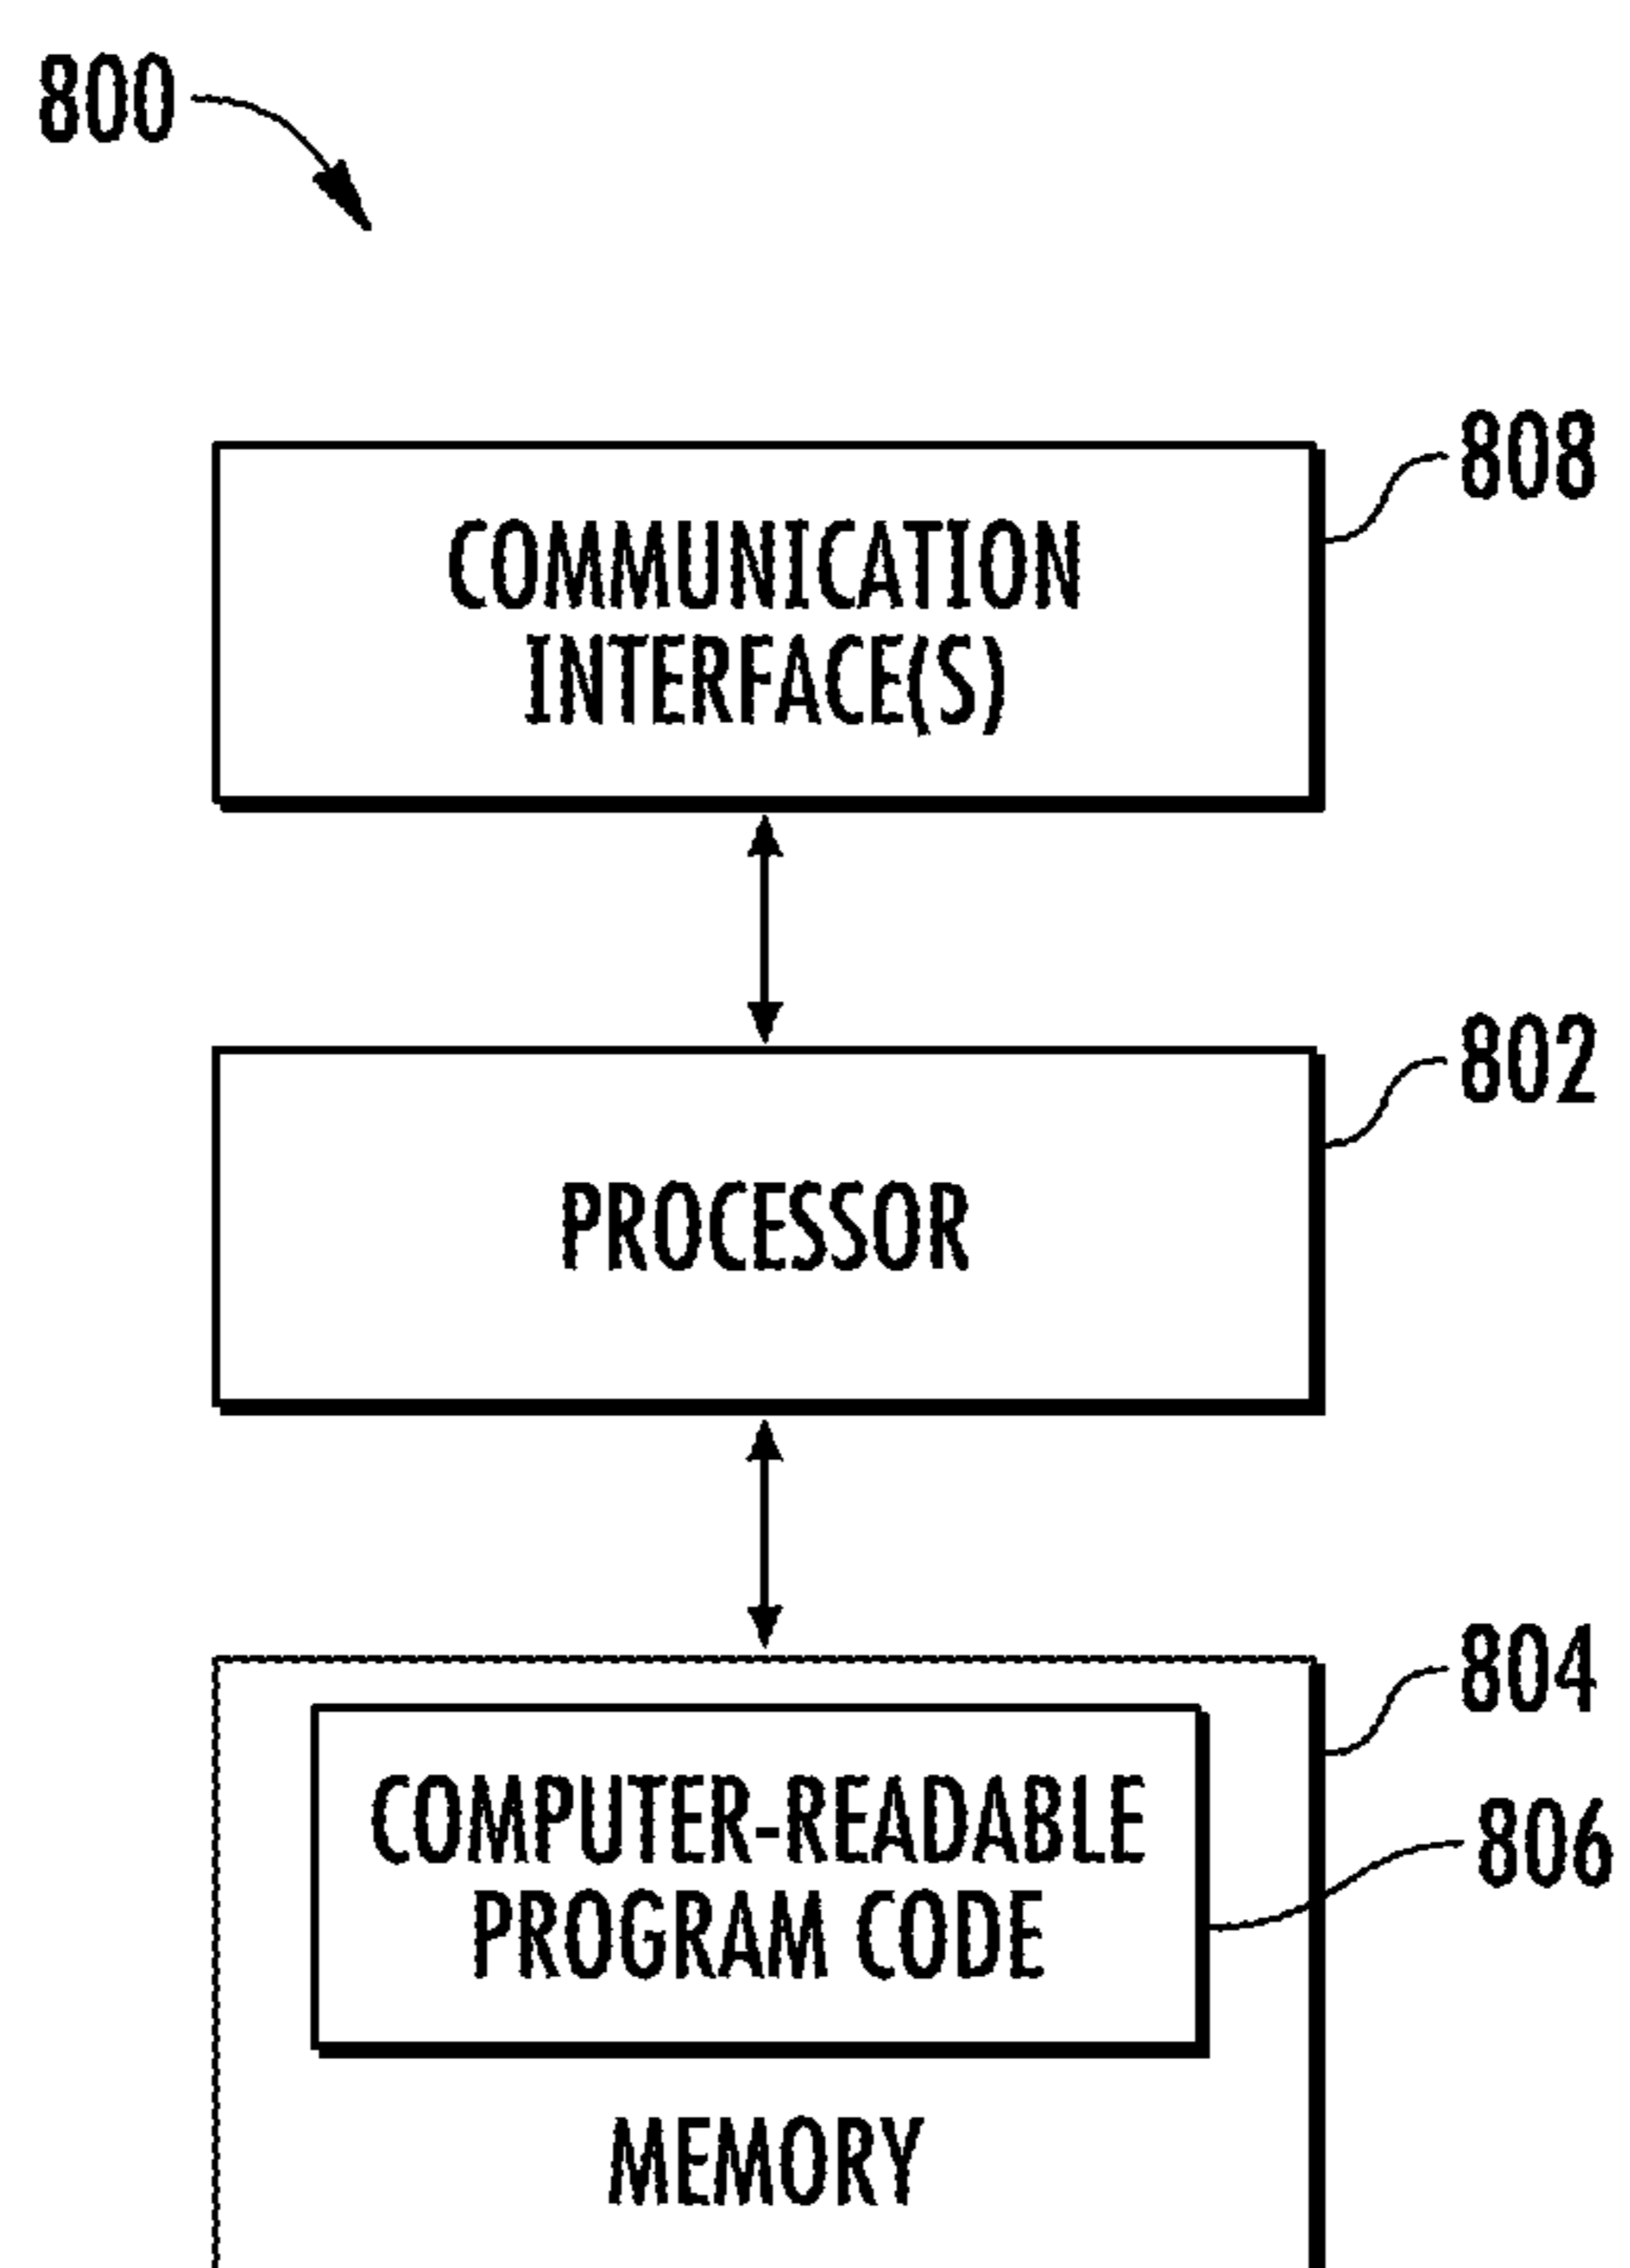 800
808
COMMUNICATION
INTERFACE(S)
802
PROCESSOR
804
COMPUTER-READABLE
806
PROGRAM CODE
MEMORY